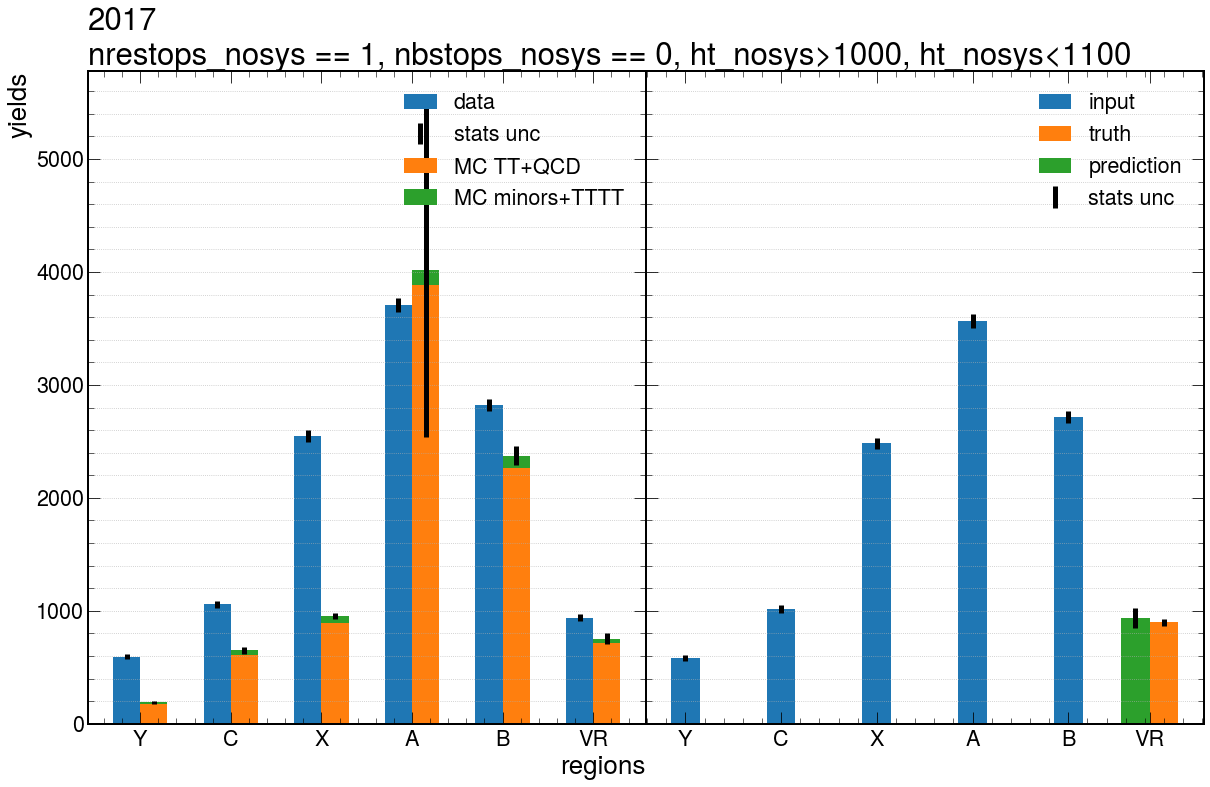 2017
nrestops_nosys == 1, nbstops_nosys == 0, ht_nosys>1000, ht_nosys<1100
yields
data
stats unc
MC TT+QCD
MC minors+TTTT
input
truth
prediction
stats unc
5000
4000
3000
2000
1000
0
Y C X A B VR
Y C X A B VR
regions